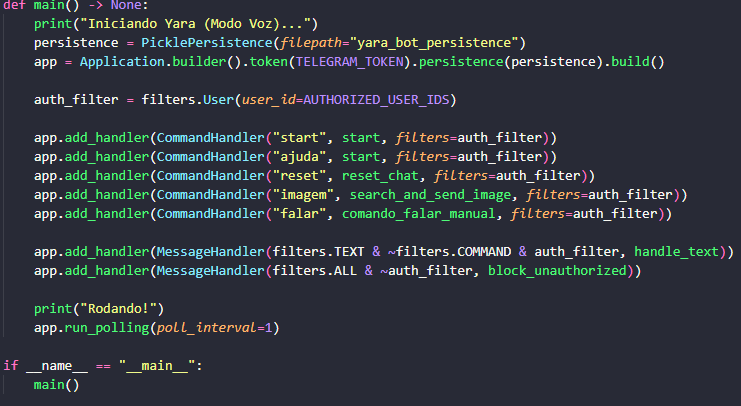 def main() -> None:
    print("Iniciando Yara (Modo Voz)...")
    persistence = PicklePersistence(filepath="yara_bot_persistence")
    app = Application.builder().token(TELEGRAM_TOKEN).persistence(persistence).build()

    auth_filter = filters.User(user_id=AUTHORIZED_USER_IDS)

    app.add_handler(CommandHandler("start", start, filters=auth_filter))
    app.add_handler(CommandHandler("ajuda", start, filters=auth_filter))
    app.add_handler(CommandHandler("reset", reset_chat, filters=auth_filter))
    app.add_handler(CommandHandler("imagem", search_and_send_image, filters=auth_filter))
    app.add_handler(CommandHandler("falar", comando_falar_manual, filters=auth_filter))

    app.add_handler(MessageHandler(filters.TEXT & ~filters.COMMAND & auth_filter, handle_text))
    app.add_handler(MessageHandler(filters.ALL & ~auth_filter, block_unauthorized))

    print("Rodando!")
    app.run_polling(poll_interval=1)

if __name__ == "__main__":
    main()